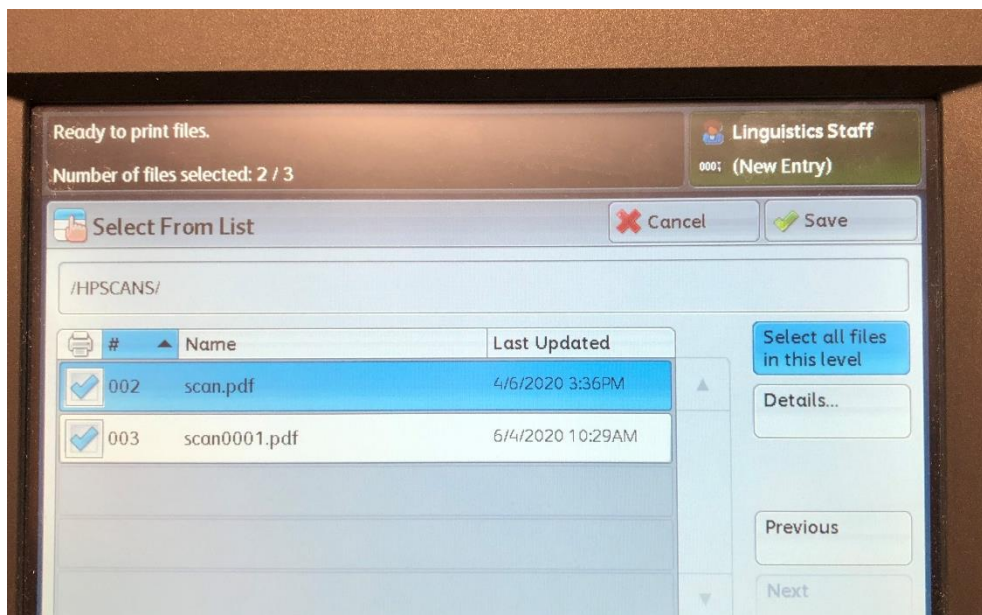 Ready to print files.
Linguistics Staff
Number of files selected: 2 / 3
(New Entry)
Select From List
Cancel
Save
/HPSCANS/
# Name Last Updated
Select all files
in this level
002 scan.pdf 4/6/2020 3:36PM
Details...
003 scan0001.pdf 6/4/2020 10:29AM
Previous
Next